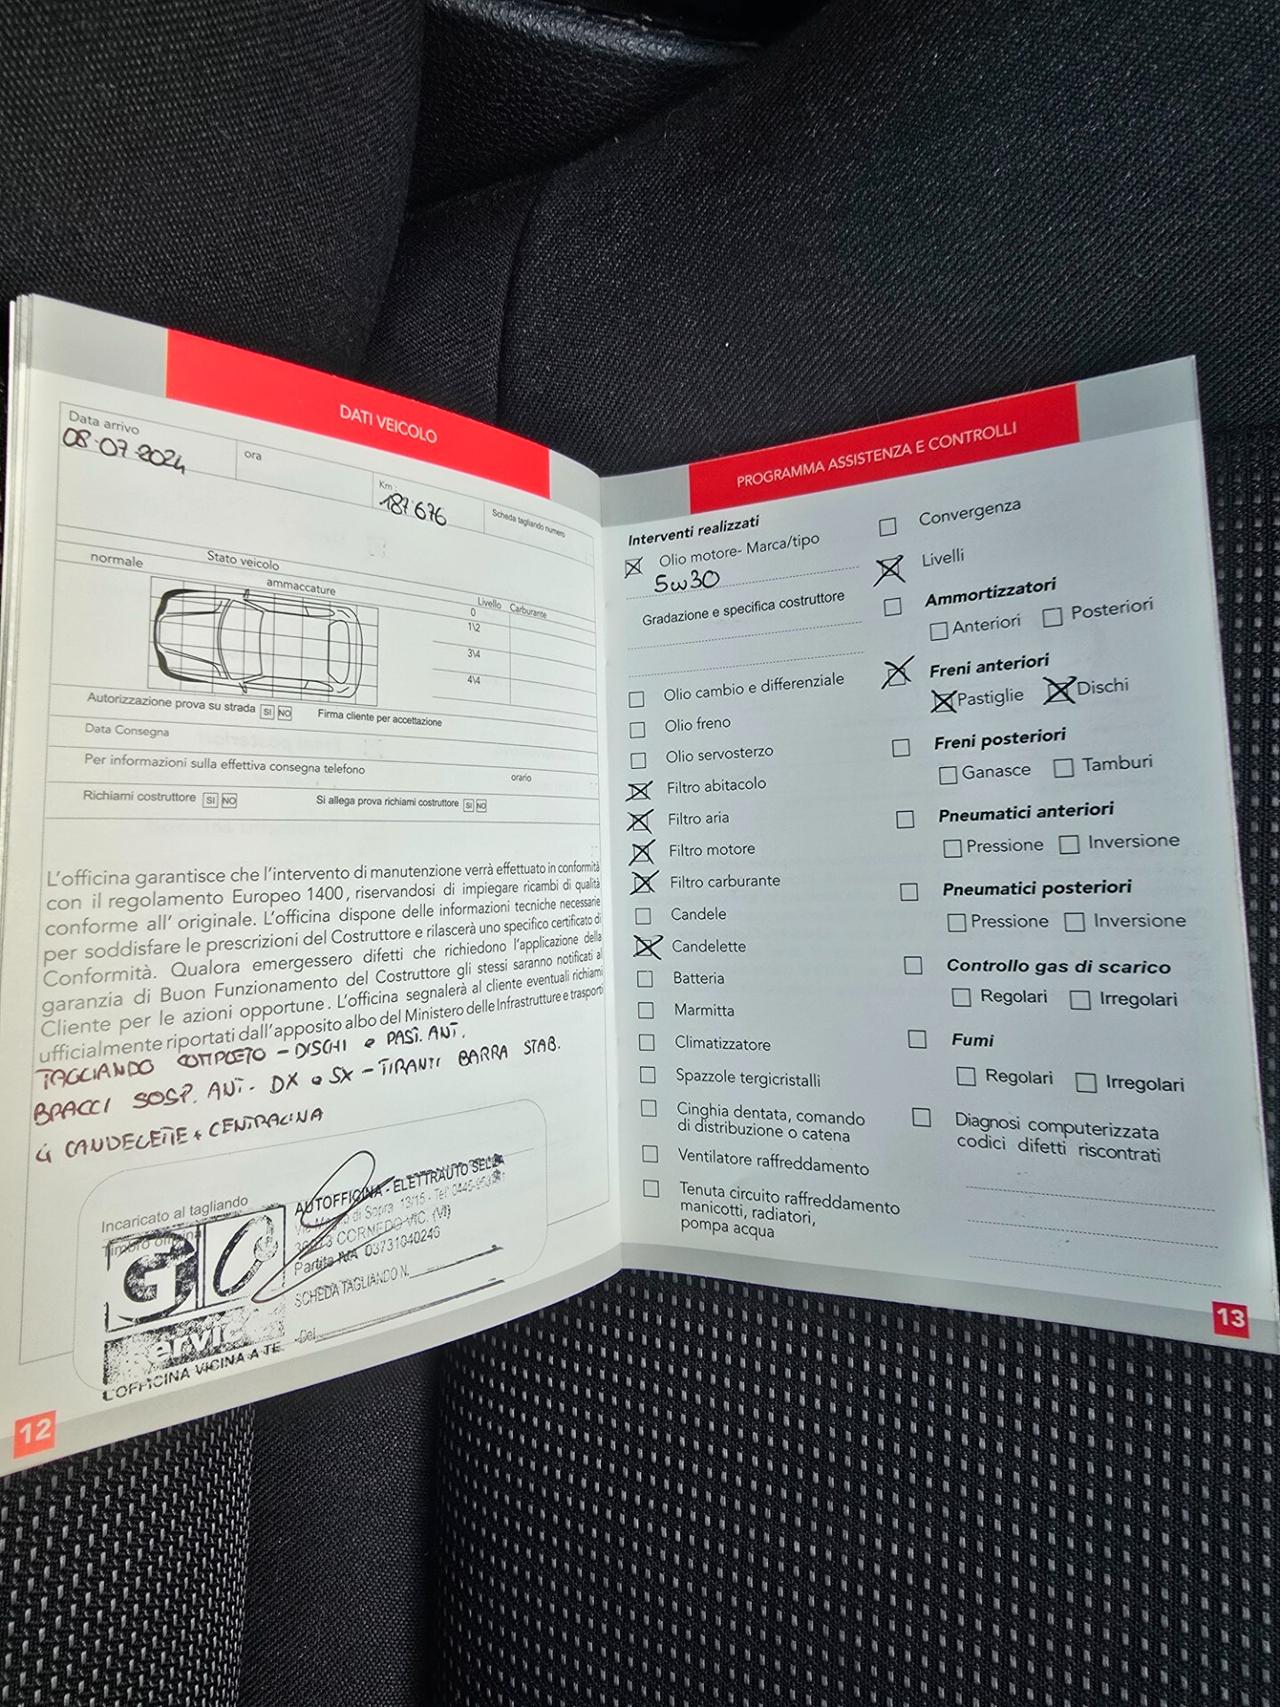 DATI VEICOLO
Data arrivo
08-07-2024
ora
Km:
187676
Scheda tagliando numero
normale
Stato veicolo
ammaccature
Livello Carburante
0
1\2
3\4
4\4
Autorizzazione prova su strada SI NO
Firma cliente per accettazione
Data Consegna
Per informazioni sulla effettiva consegna telefono
orario
Richiami costruttore SI NO
Si allega prova richiami costruttore SI NO
L'officina garantisce che l'intervento di manutenzione verrà effettuato in conformità
con il regolamento Europeo 1400, riservandosi di impiegare ricambi di qualità
conforme all' originale. L'officina dispone delle informazioni tecniche necessarie
per soddisfare le prescrizioni del Costruttore e rilascerà uno specifico certificato di
Conformità. Qualora emergessero difetti che richiedono l'applicazione della
garanzia di Buon Funzionamento del Costruttore gli stessi saranno notificati al
Cliente per le azioni opportune. L'officina segnalerà al cliente eventuali richiami
ufficialmente riportati dall'apposito albo del Ministero delle Infrastrutture e trasporti
TAGLIANDO COMPLETO - DISCHI e PAST. ANT.
BRACCI SOSP. ANT. DX e SX - TIRANTI BARRA STAB.
4 CANDELETTE + CENTRALINA
Incaricato al tagliando
Timbro officina
AUTOFFICINA - ELETTRAUTO SELLA
di Sopra, 13/15 - Tel. 0445
CORNEDO VIC. (VI)
Partita IVA 03731040246
SCHEDA TAGLIANDO N.
Del
G
Service
L'OFFICINA VICINA A TE
12
PROGRAMMA ASSISTENZA E CONTROLLI
Interventi realizzati
Olio motore- Marca/tipo
5w30
Gradazione e specifica costruttore
Olio cambio e differenziale
Olio freno
Olio servosterzo
Filtro abitacolo
Filtro aria
Filtro motore
Filtro carburante
Candele
Candelette
Batteria
Marmitta
Climatizzatore
Spazzole tergicristalli
Cinghia dentata, comando
di distribuzione o catena
Ventilatore raffreddamento
Tenuta circuito raffreddamento
manicotti, radiatori,
pompa acqua
Convergenza
Livelli
Ammortizzatori
Anteriori Posteriori
Freni anteriori
Pastiglie Dischi
Freni posteriori
Ganasce Tamburi
Pneumatici anteriori
Pressione Inversione
Pneumatici posteriori
Pressione Inversione
Controllo gas di scarico
Regolari Irregolari
Fumi
Regolari Irregolari
Diagnosi computerizzata
codici difetti riscontrati
13